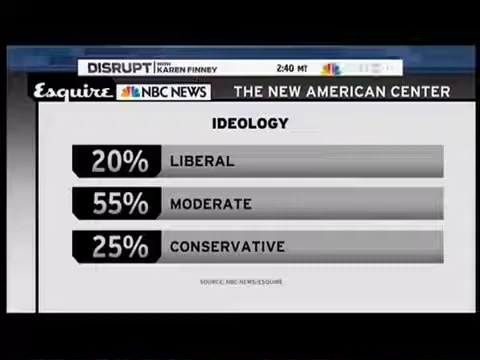 DISRUPT WITH KAREN FINNEY 2:40 MT
Esquire NBC NEWS THE NEW AMERICAN CENTER
IDEOLOGY
20% LIBERAL
55% MODERATE
25% CONSERVATIVE
SOURCE: NBC NEWS/ESQUIRE